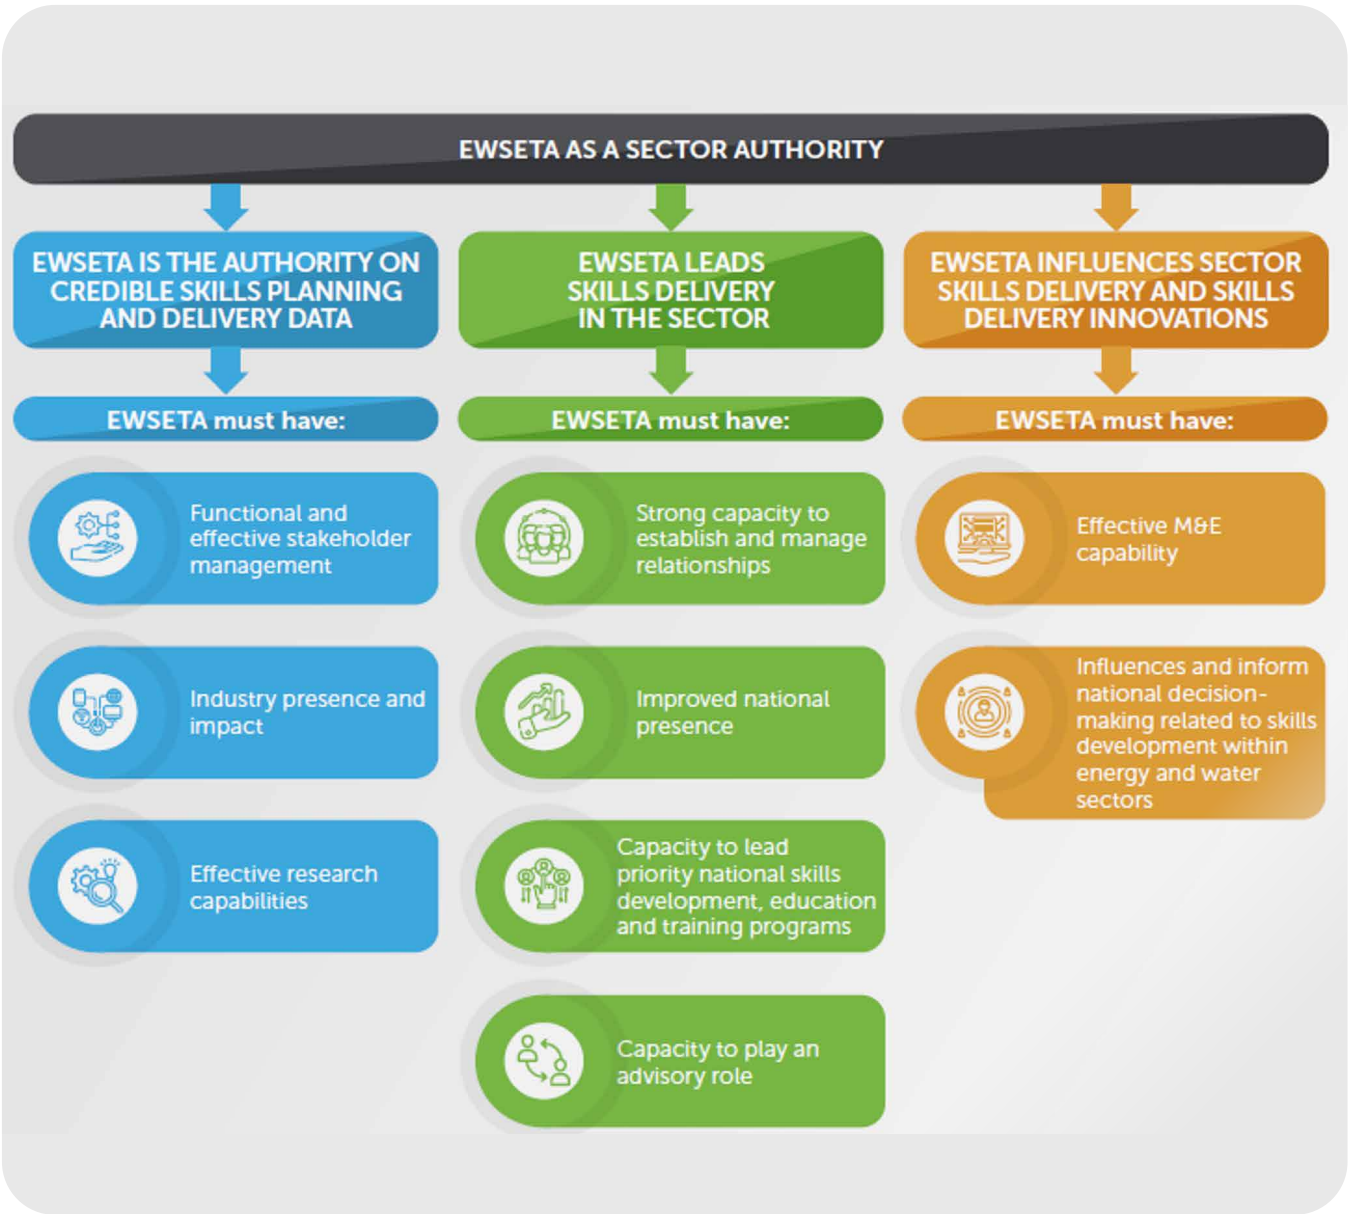 EWSETA AS A SECTOR AUTHORITY
EWSETA IS THE AUTHORITY ON
CREDIBLE SKILLS PLANNING
AND DELIVERY DATA
EWSETA must have:
Functional and
effective stakeholder
management
Industry presence and
impact
Effective research
capabilities
EWSETA LEADS
SKILLS DELIVERY
IN THE SECTOR
EWSETA must have:
Strong capacity to
establish and manage
relationships
Improved national
presence
Capacity to lead
priority national skills
development, education
and training programs
Capacity to play an
advisory role
EWSETA INFLUENCES SECTOR
SKILLS DELIVERY AND SKILLS
DELIVERY INNOVATIONS
EWSETA must have:
Effective M&E
capability
Influences and inform
national decision-
making related to skills
development within
energy and water
sectors